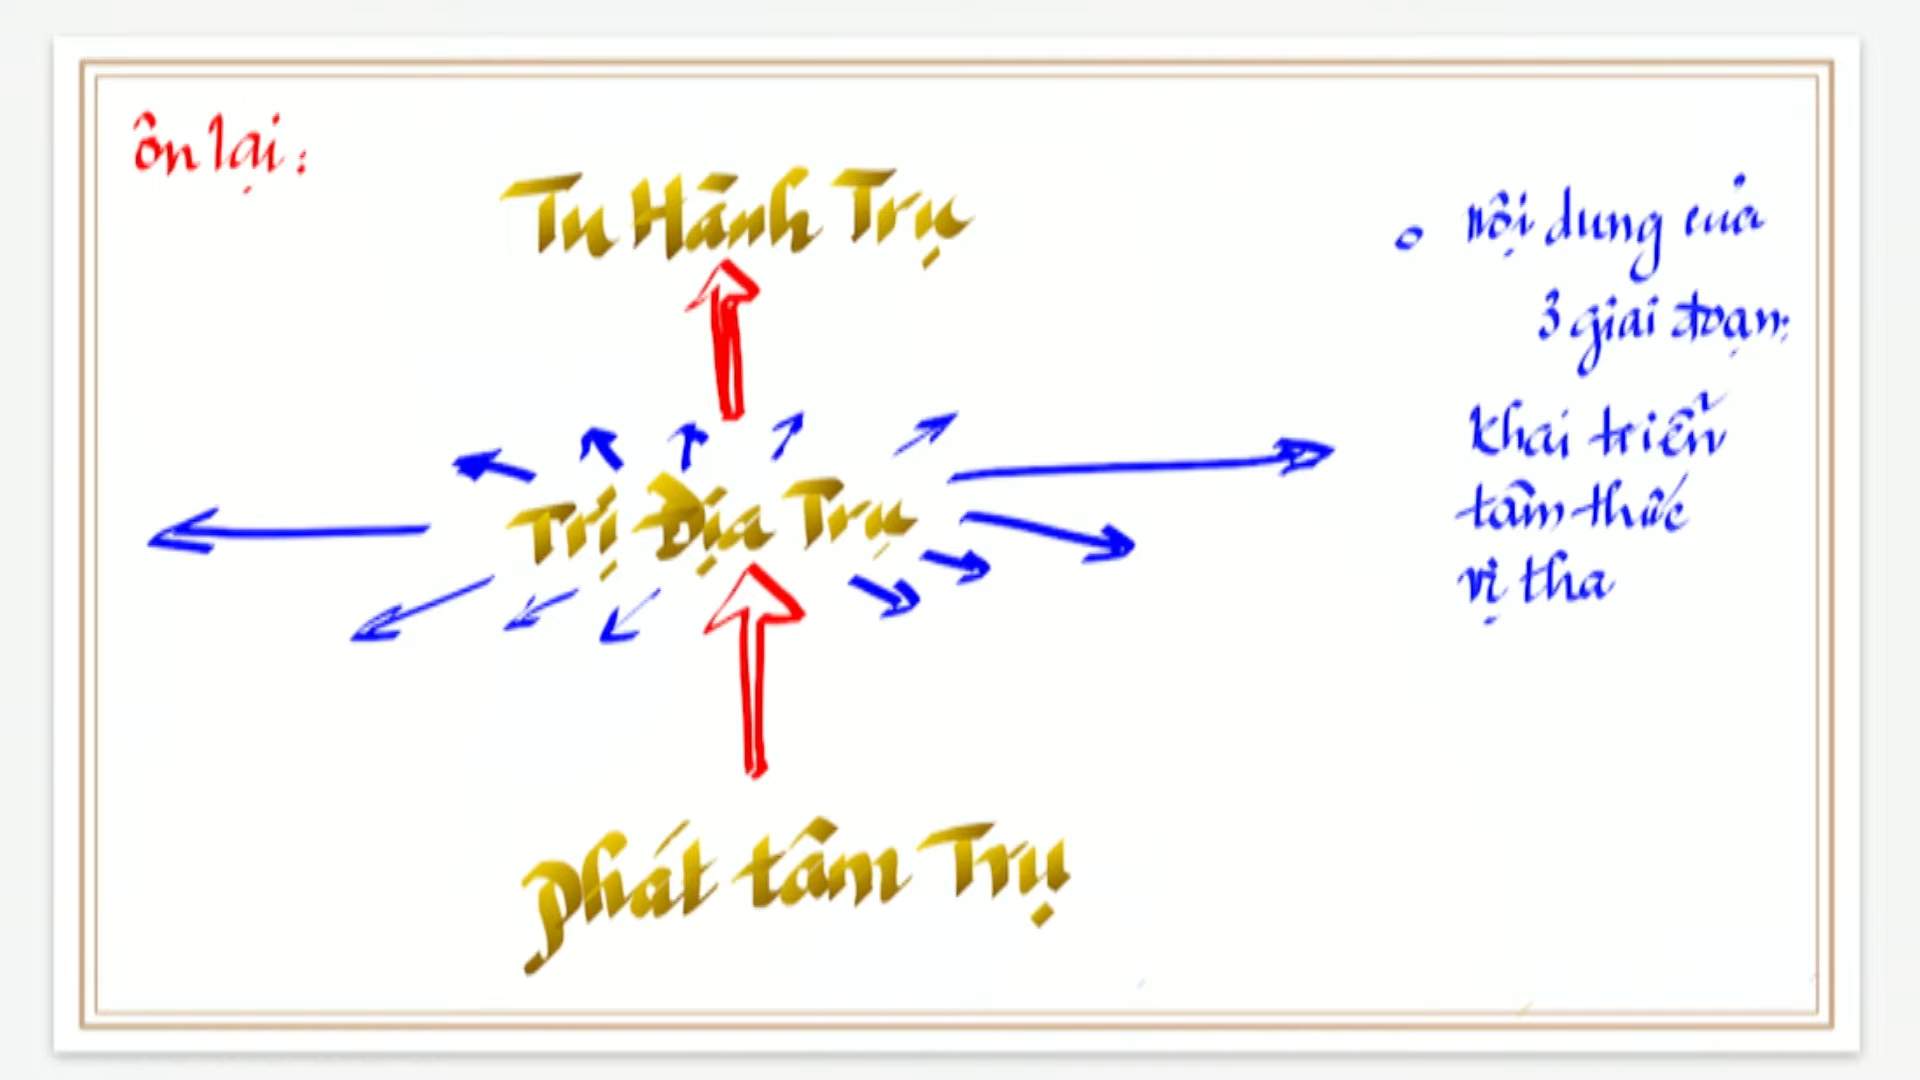 ôn lại:
Tu Hành Trụ
Trị Địa Trụ
phát tâm Trụ
Nội dung của
3 giai đoạn:
khai triển
tâm thức
vị tha